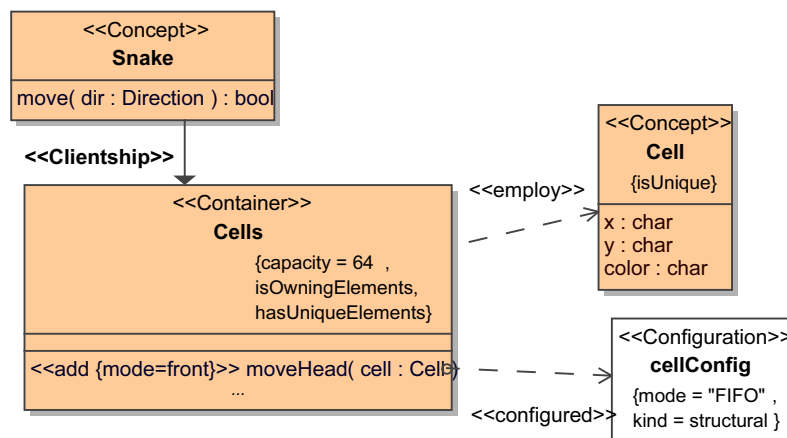 <<Concept>>
Snake
move( dir : Direction ) : bool
<<Clientship>>
<<Container>>
Cells
{capacity = 64 ,
isOwningElements,
hasUniqueElements}
<<add {mode=front}>> moveHead( cell : Cell )
...
<<employ>>
<<Concept>>
Cell
{isUnique}
x : char
y : char
color : char
<<configured>>
<<Configuration>>
cellConfig
{mode = "FIFO" ,
kind = structural }